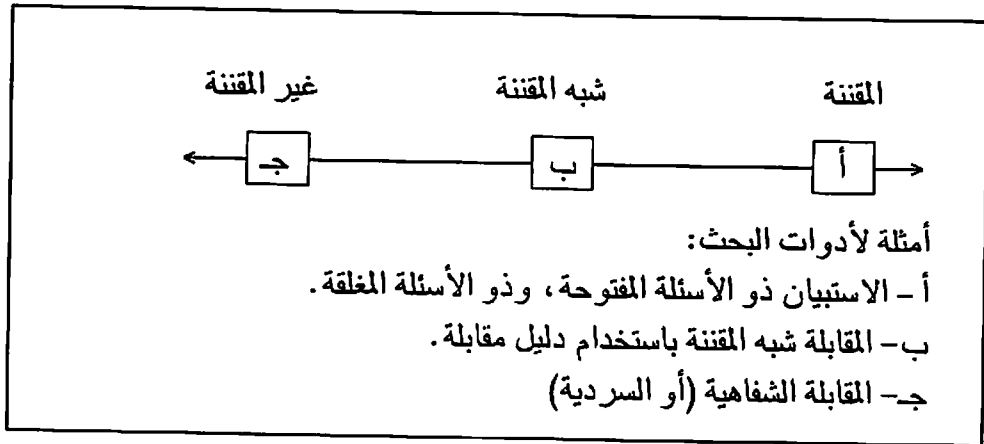 المقننة شبه المقننة غير المقننة
أ ب جـ
أمثلة لأدوات البحث:
أ – الاستبيان ذو الأسئلة المفتوحة، وذو الأسئلة المغلقة.
ب – المقابلة شبه المقننة باستخدام دليل مقابلة.
جـ – المقابلة الشفاهية (أو السردية)